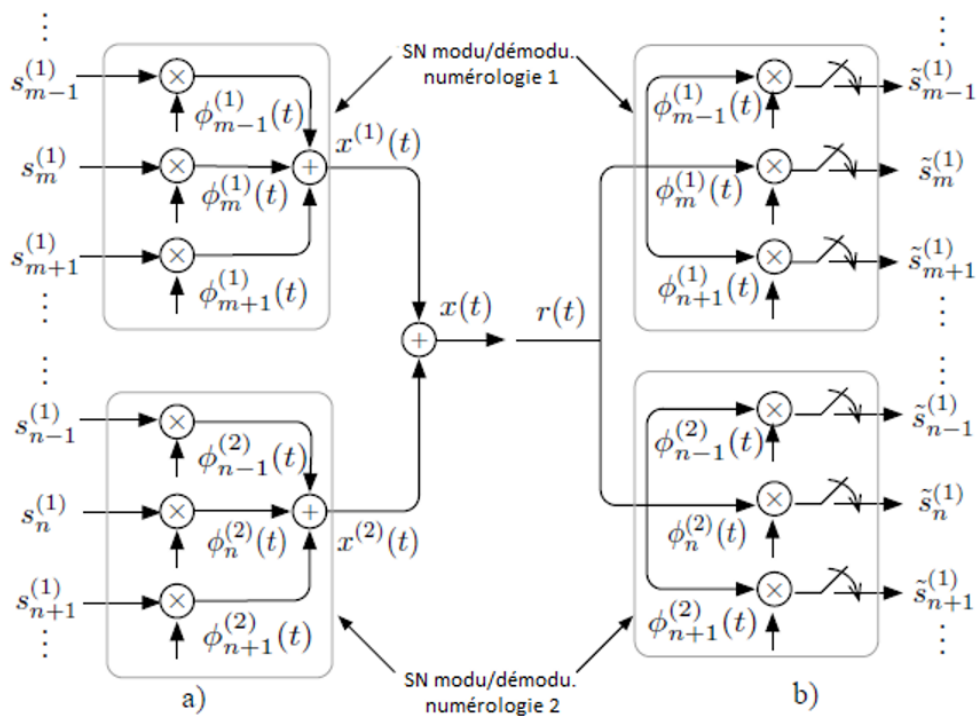 ⋮ ⋮
SN modu/démodu.
numérologie 1
s_{m-1}^{(1)} × ϕ_{m-1}^{(1)}(t)
s_m^{(1)} × ϕ_m^{(1)}(t) + x^{(1)}(t)
s_{m+1}^{(1)} × ϕ_{m+1}^{(1)}(t)
⋮
ϕ_{m-1}^{(1)}(t) × s̃_{m-1}^{(1)}
ϕ_m^{(1)}(t) × s̃_m^{(1)}
ϕ_{n+1}^{(1)}(t) × s̃_{m+1}^{(1)}
⋮
+ x(t) r(t)
⋮
s_{n-1}^{(1)} × ϕ_{n-1}^{(2)}(t)
s_n^{(1)} × ϕ_n^{(2)}(t) + x^{(2)}(t)
s_{n+1}^{(1)} × ϕ_{n+1}^{(2)}(t)
⋮
⋮
ϕ_{n-1}^{(2)}(t) × s̃_{n-1}^{(1)}
ϕ_n^{(2)}(t) × s̃_n^{(1)}
ϕ_{n+1}^{(2)}(t) × s̃_{n+1}^{(1)}
⋮
SN modu/démodu.
numérologie 2
a)
b)